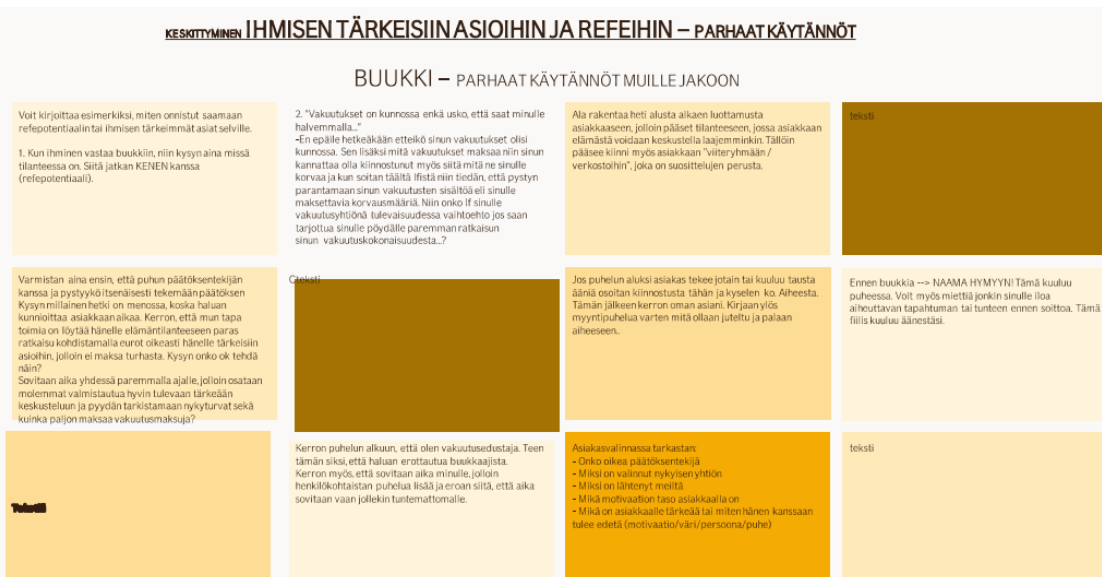 KESKITTYMINEN IHMISEN TÄRKEISIIN ASIOIHIN JA REFEIHIN – PARHAAT KÄYTÄNNÖT
BUUKKI – PARHAAT KÄYTÄNNÖT MUILLE JAKOON
Voit kirjoittaa esimerkiksi, miten onnistut saamaan
refepotentiaalin tai ihmisen tärkeimmät asiat selville.
1. Kun ihminen vastaa buukkiin, niin kysyn aina missä
tilanteessa on. Siitä jatkan KENEN kanssa
(refepotentiaali).
2. "Vakuutukset on kunnossa enkä usko, että saat minulle
halvemmalla..."
-En epäile hetkeäkään etteikö sinun vakuutukset olisi
kunnossa. Sen lisäksi mitä vakuutukset maksaa niin sinun
kannattaa olla kiinnostunut myös siitä mitä ne sinulle
korvaa ja kun soitan täältä Ifistä niin tiedän, että pystyn
parantamaan sinun vakuutusten sisältöä eli sinulle
maksettavia korvausmääriä. Niin onko If sinulle
vakuutusyhtiönä tulevaisuudessa vaihtoehto jos saan
tarjottua sinulle pöydälle paremman ratkaisun
sinun vakuutuskokonaisuudesta...?
Ala rakentaa heti alusta alkaen luottamusta
asiakkaaseen, jolloin pääset tilanteeseen, jossa asiakkaan
elämästä voidaan keskustella laajemminkin. Tällöin
pääsee kiinni myös asiakkaan "viiteryhmään /
verkostoihin", joka on suosittelujen perusta.
teksti
Varmistan aina ensin, että puhun päätöksentekijän
kanssa ja pystyykö itsenäisesti tekemään päätöksen
Kysyn millainen hetki on menossa, koska haluan
kunnioittaa asiakkaan aikaa. Kerron, että mun tapa
toimia on löytää hänelle elämäntilanteeseen paras
ratkaisu kohdistamalla eurot oikeasti hänelle tärkeisiin
asioihin, jolloin ei maksa turhasta. Kysyn onko ok tehdä
näin?
Sovitaan aika yhdessä paremmalla ajalle, jolloin osataan
molemmat valmistautua hyvin tulevaan tärkeään
keskusteluun ja pyydän tarkistamaan nykyturvat sekä
kuinka paljon maksaa vakuutusmaksuja?
Cteksti
Jos puhelun aluksi asiakas tekee jotain tai kuuluu tausta
ääniä osoitan kiinnostusta tähän ja kyselen ko. Aiheesta.
Tämän jälkeen kerron oman asiani. Kirjaan ylös
myyntipuhelua varten mitä ollaan juteltu ja palaan
aiheeseen..
Ennen buukkia --> NAAMA HYMYYN! Tämä kuuluu
puheessa. Voit myös miettiä jonkin sinulle iloa
aiheuttavan tapahtuman tai tunteen ennen soittoa. Tämä
fiilis kuuluu äänestäsi.
Teksti
Kerron puhelun alkuun, että olen vakuutusedustaja. Teen
tämän siksi, että haluan erottautua buukkaajista.
Kerron myös, että sovitaan aika minulle, jolloin
henkilökohtaistan puhelua lisää ja eroan siitä, että aika
sovitaan vaan jollekin tuntemattomalle.
Asiakasvalinnassa tarkastan:
- Onko oikea päätöksentekijä
- Miksi on valinnut nykyisen yhtiön
- Miksi on lähtenyt meiltä
- Mikä motivaation taso asiakkaalla on
- Mikä on asiakkaalle tärkeää tai miten hänen kanssaan
tulee edetä (motivaatio/väri/persoona/puhe)
teksti